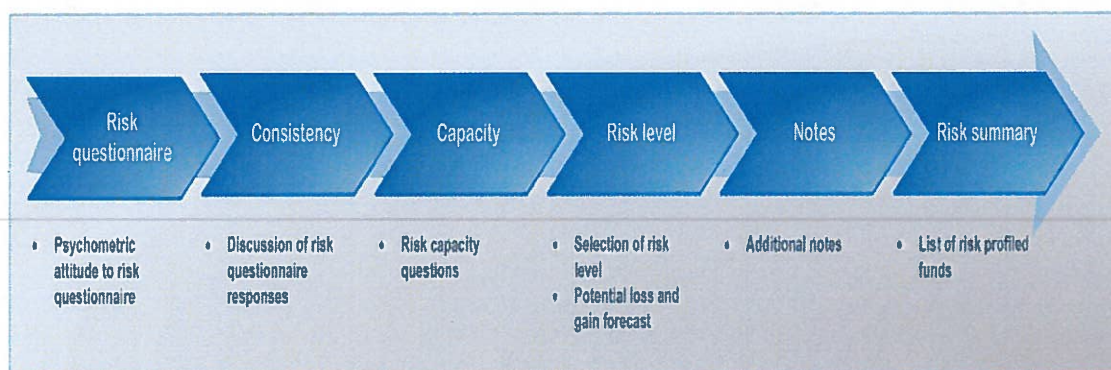 Risk
questionnaire
Consistency
Capacity
Risk level
Notes
Risk summary
• Psychometric
attitude to risk
questionnaire
• Discussion of risk
questionnaire
responses
• Risk capacity
questions
• Selection of risk
level
• Potential loss and
gain forecast
• Additional notes
• List of risk profiled
funds